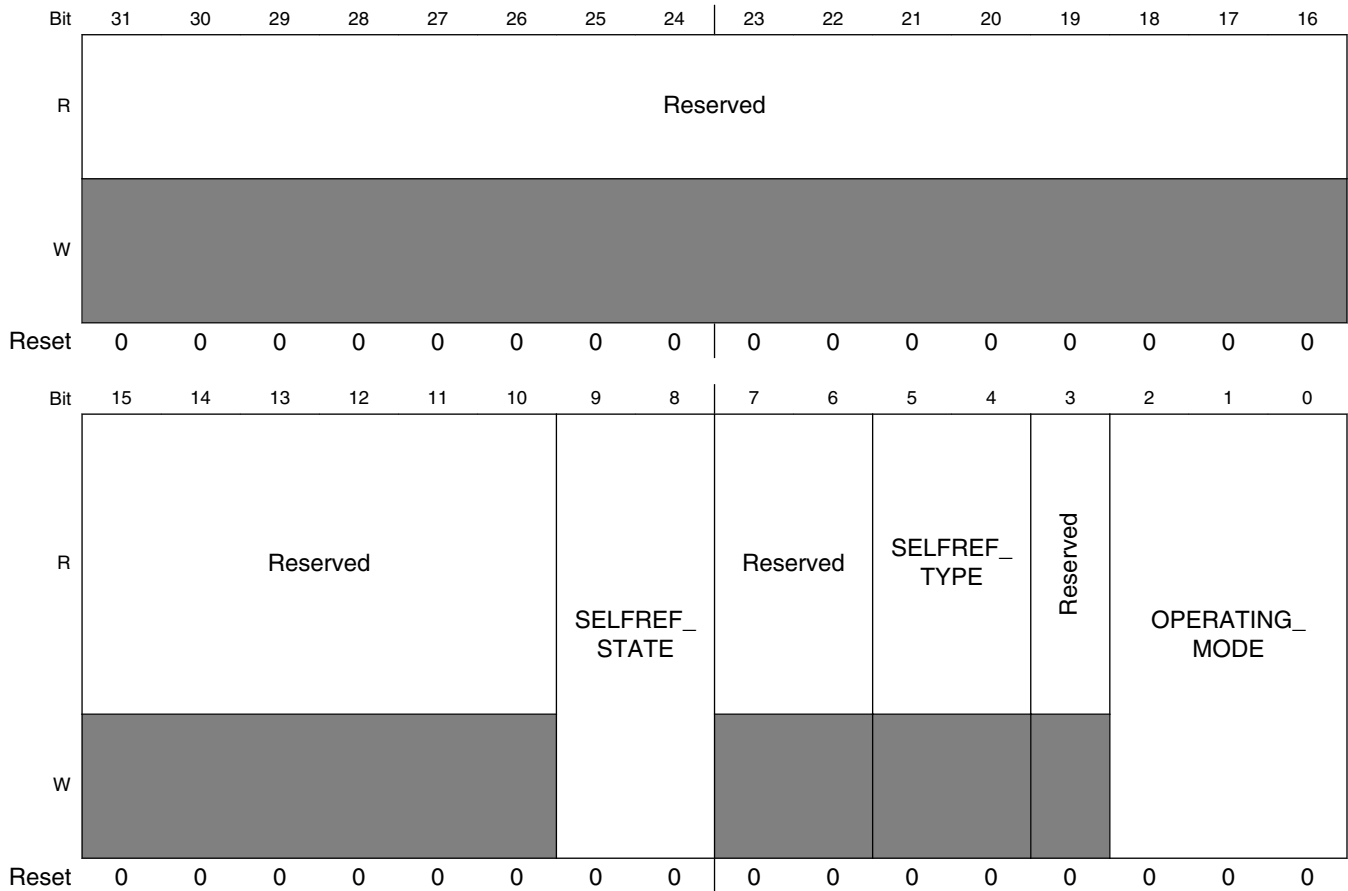 Bit 31 30 29 28 27 26 25 24 23 22 21 20 19 18 17 16
R Reserved
W
Reset 0 0 0 0 0 0 0 0 0 0 0 0 0 0 0 0
Bit 15 14 13 12 11 10 9 8 7 6 5 4 3 2 1 0
R Reserved SELFREF_
STATE Reserved SELFREF_
TYPE Reserved OPERATING_
MODE
W
Reset 0 0 0 0 0 0 0 0 0 0 0 0 0 0 0 0